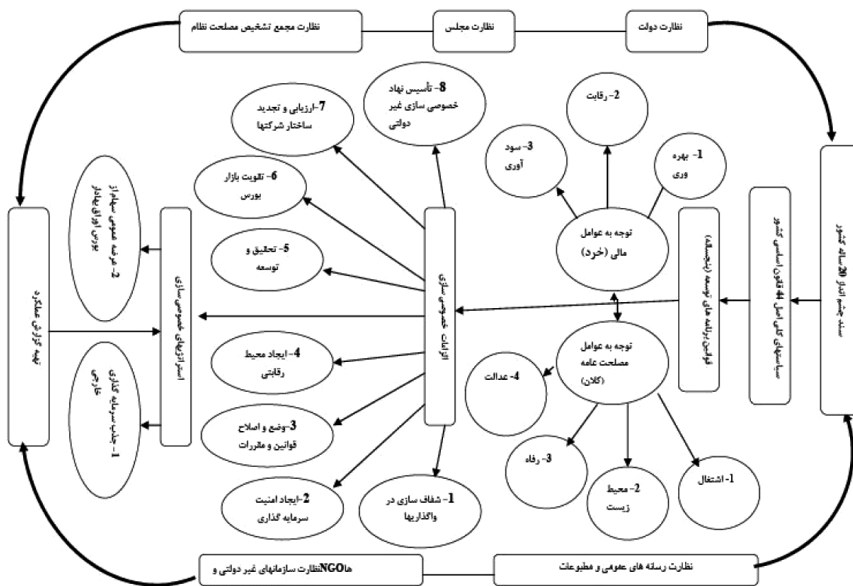 نظارت دولت
نظارت مجلس
نظارت مجمع تشخیص مصلحت نظام
سند چشم انداز 20 ساله کشور
سیاستهای کلی اصل 44 قانون اساسی کشور
قوانین برنامه های توسعه (پنجساله)
توجه به عوامل
مالی (خُرد)
1- بهره
وری
2- رقابت
3- سود
آوری
توجه به عوامل
مصلحت عامه
(کلان)
1- اشتغال
2- محیط
زیست
3- رفاه
4- عدالت
الزامات خصوصی سازی
8- تأسیس نهاد
خصوصی سازی غیر
دولتی
7-ارزیابی و تجدید
ساختار شرکتها
6- تقویت بازار
بورس
5- تحقیق و
توسعه
4- ایجاد محیط
رقابتی
3-وضع و اصلاح
قوانین و مقررات
2-ایجاد امنیت
سرمایه گذاری
1- شفاف سازی در
واگذاریها
استراتژیهای خصوصی سازی
2- عرضه عمومی سهام از
بورس اوراق بهادار
1- جذب سرمایه گذاری
خارجی
تهیه گزارش عملکرد
نظارت رسانه های عمومی و مطبوعات
هاNGOنظارت سازمانهای غیر دولتی و